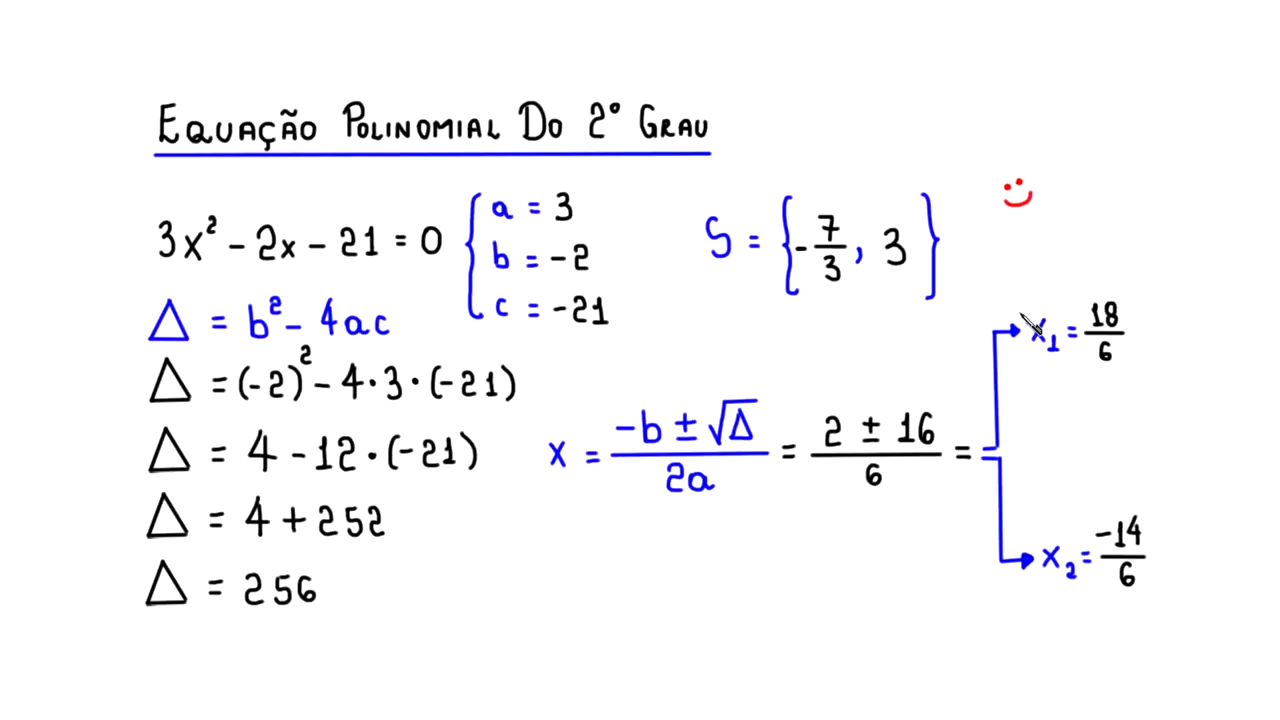 EQUAÇÃO POLINOMIAL DO 2° GRAU
3x² - 2x - 21 = 0
a = 3
b = -2
c = -21
S = {-7/3, 3}
Δ = b² - 4ac
Δ = (-2)² - 4·3·(-21)
Δ = 4 - 12·(-21)
Δ = 4 + 252
Δ = 256
x = (-b ± √Δ)/2a = (2 ± 16)/6 =
x₁ = 18/6
x₂ = -14/6